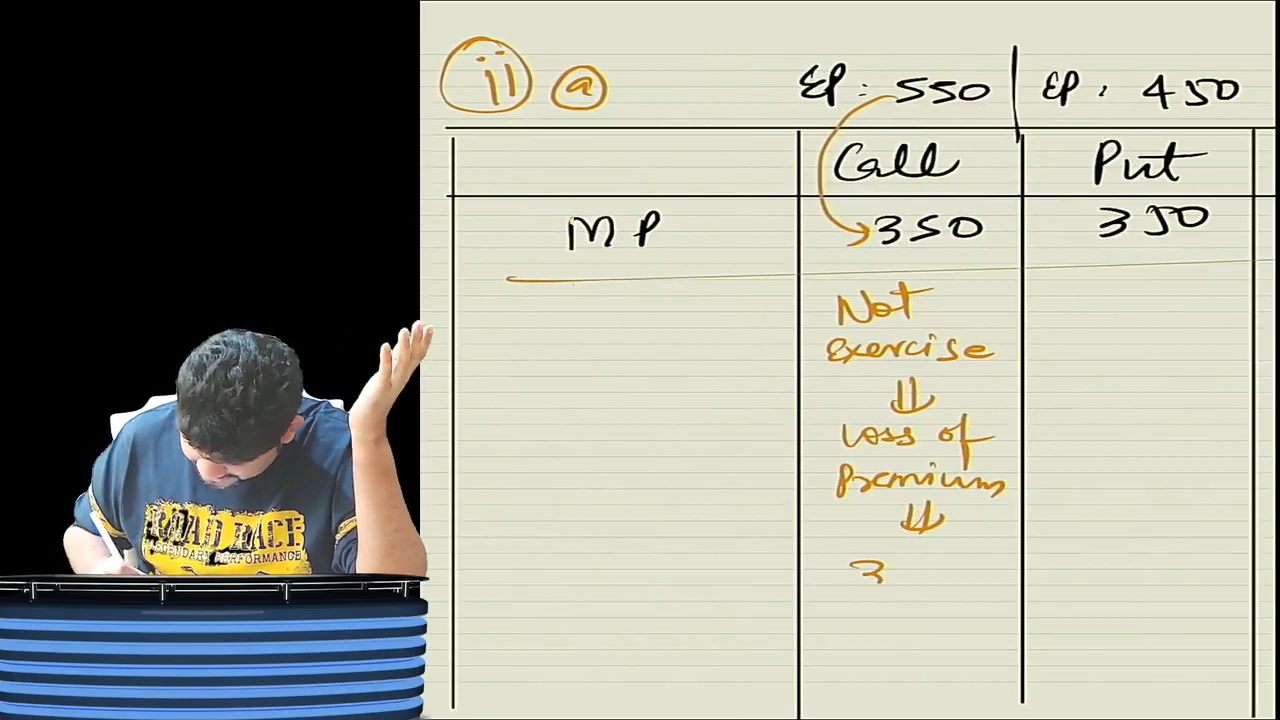 ii a EP : 550 EP : 450
Call Put
MP 350 350
Not
exercise
⇓
Loss of
Premium
⇓
3
ROAD RACE
LEGENDARY PERFORMANCE